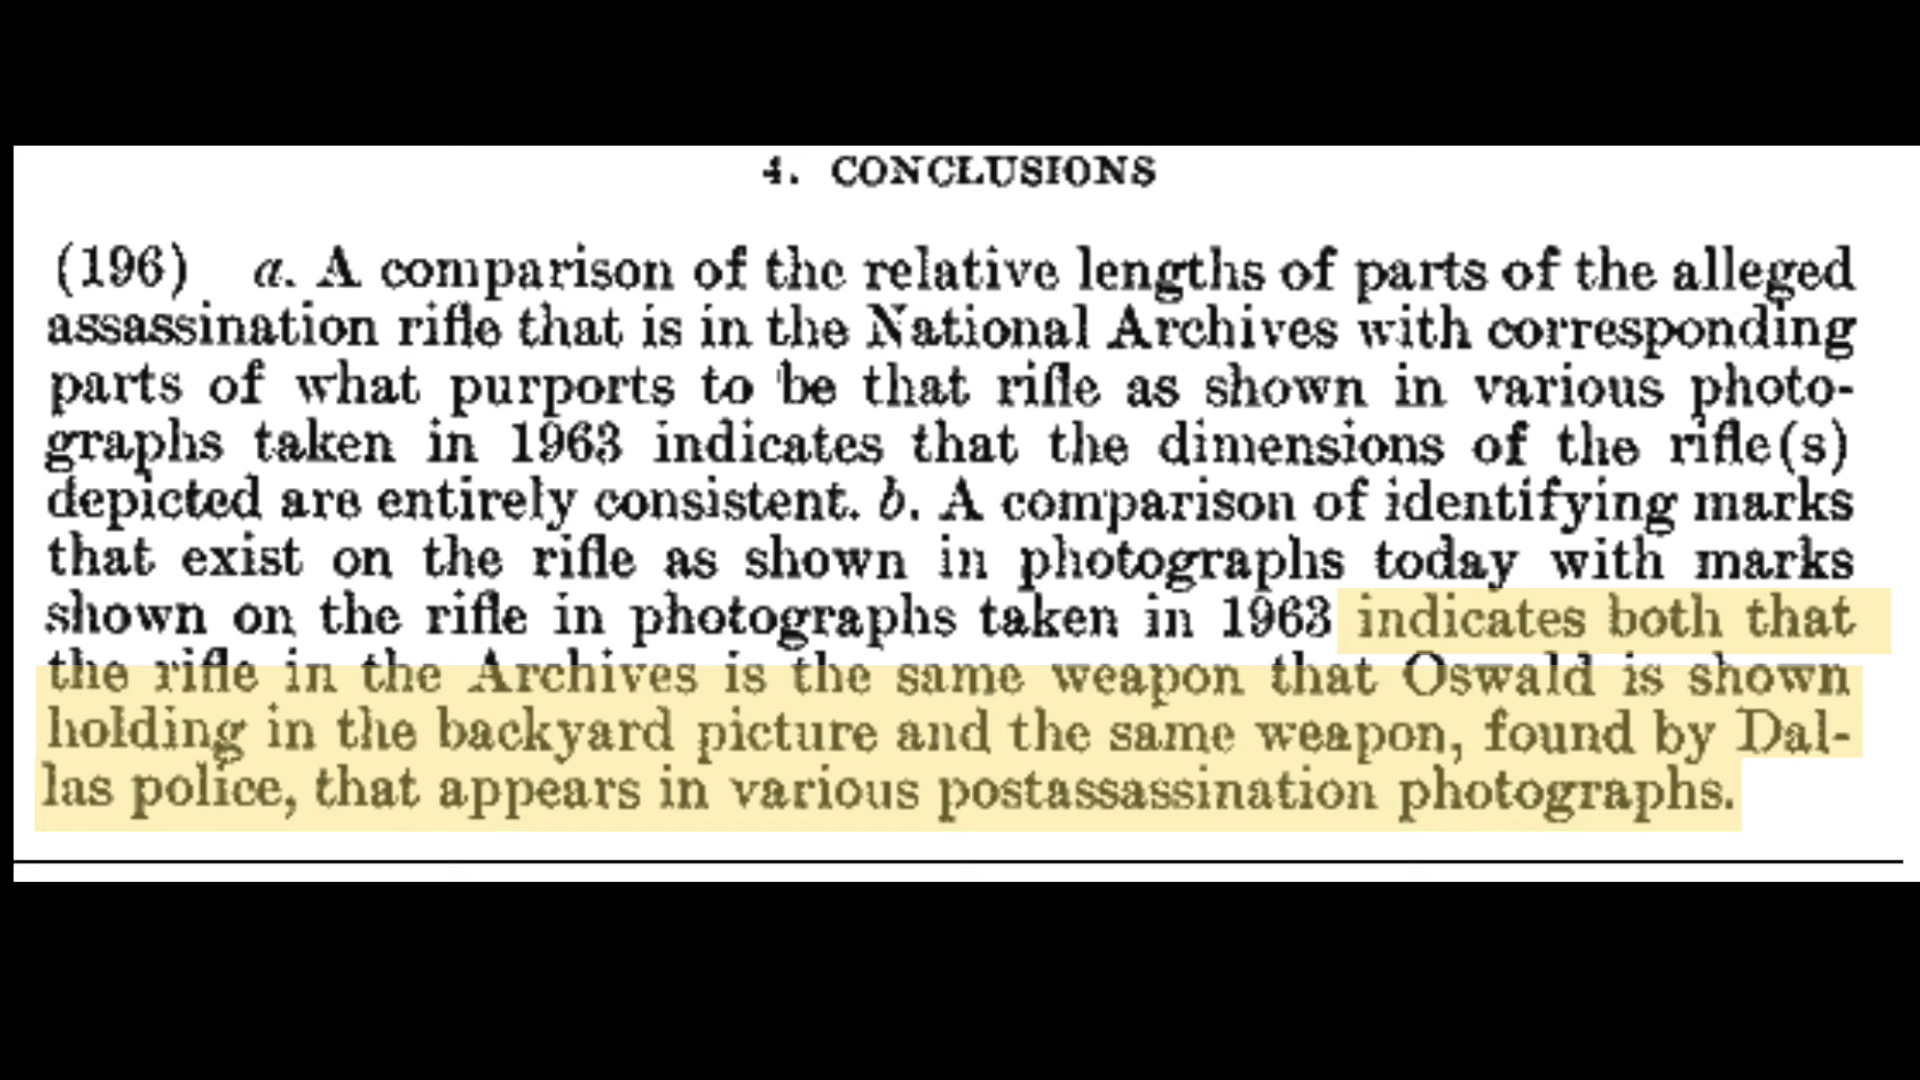 4. CONCLUSIONS
(196) a. A comparison of the relative lengths of parts of the alleged
assassination rifle that is in the National Archives with corresponding
parts of what purports to be that rifle as shown in various photo-
graphs taken in 1963 indicates that the dimensions of the rifle(s)
depicted are entirely consistent. b. A comparison of identifying marks
that exist on the rifle as shown in photographs today with marks
shown on the rifle in photographs taken in 1963 indicates both that
the rifle in the Archives is the same weapon that Oswald is shown
holding in the backyard picture and the same weapon, found by Dal-
las police, that appears in various postassassination photographs.